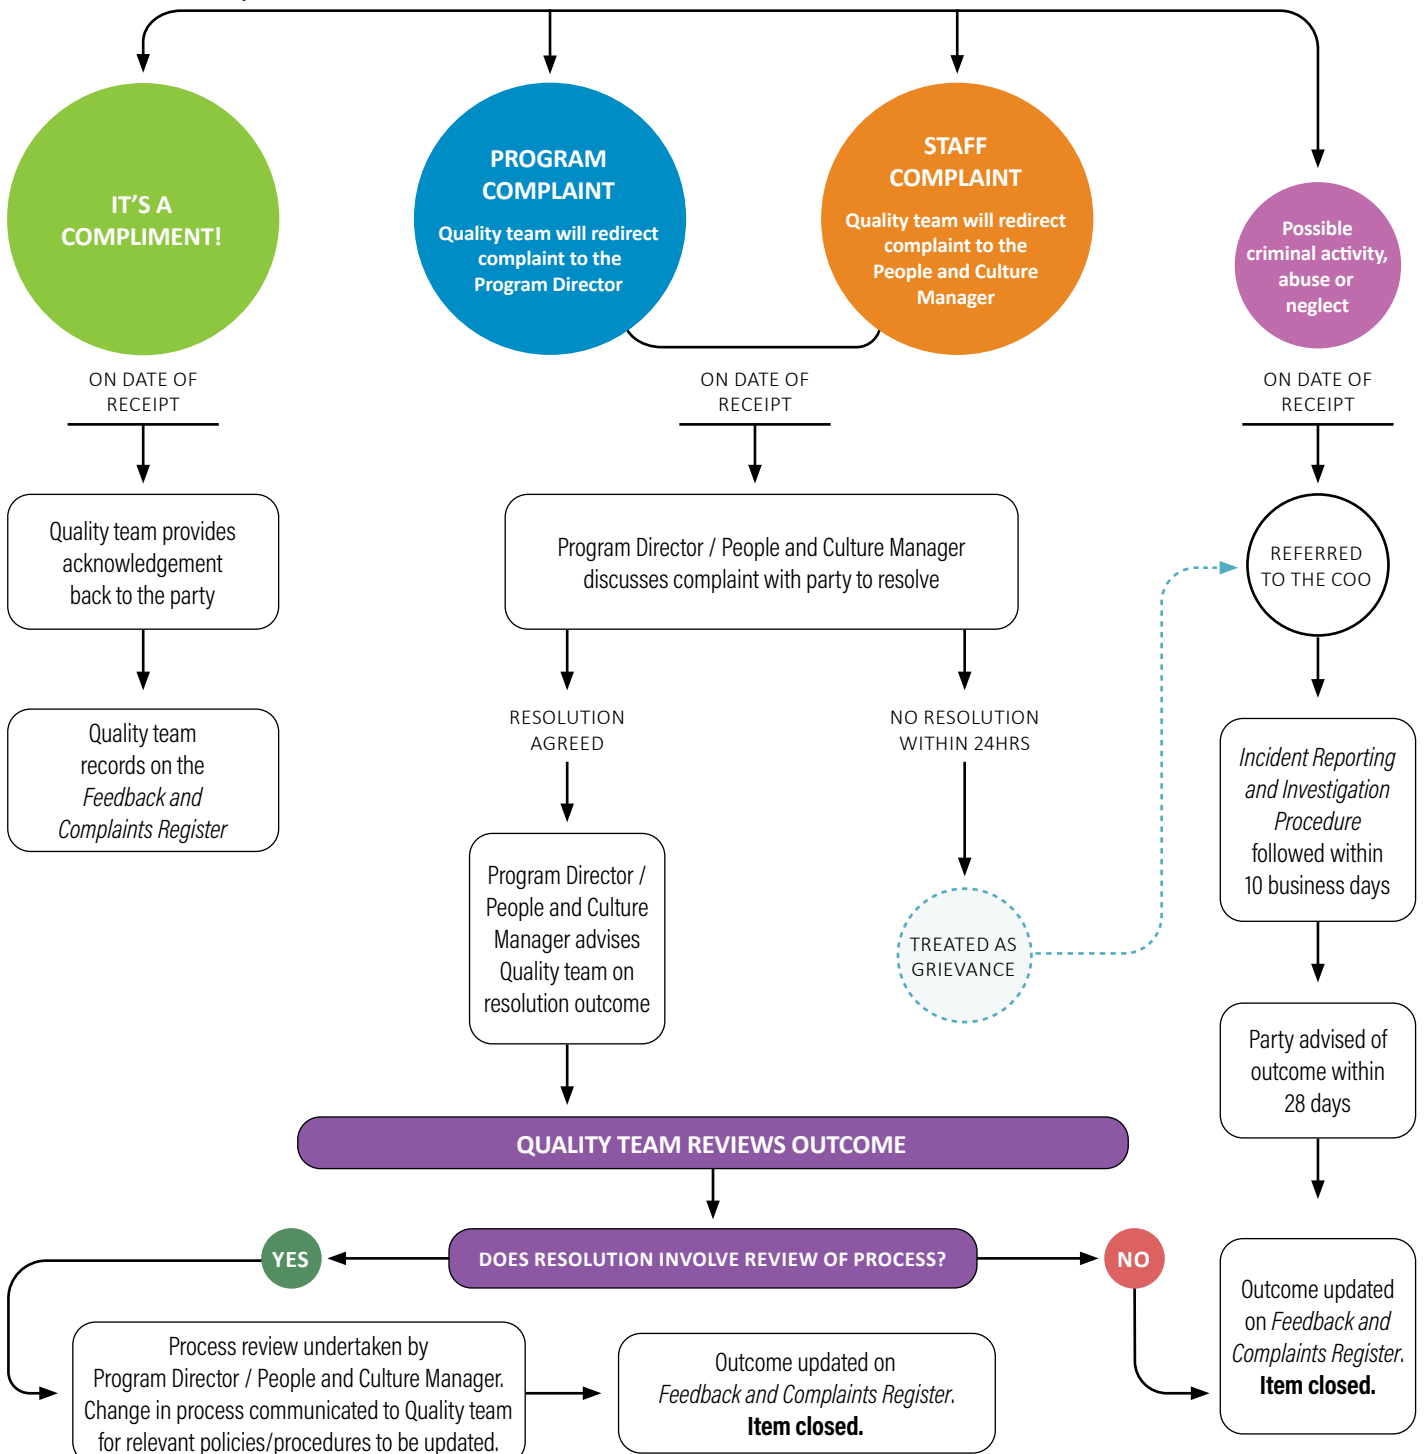 IT’S A
COMPLIMENT!
PROGRAM
COMPLAINT
Quality team will redirect
complaint to the
Program Director
STAFF
COMPLAINT
Quality team will redirect
complaint to the
People and Culture
Manager
Possible
criminal activity,
abuse or
neglect
ON DATE OF
RECEIPT
ON DATE OF
RECEIPT
ON DATE OF
RECEIPT
Quality team provides
acknowledgement
back to the party
Program Director / People and Culture Manager
discusses complaint with party to resolve
REFERRED
TO THE COO
Quality team
records on the
Feedback and
Complaints Register
RESOLUTION
AGREED
NO RESOLUTION
WITHIN 24HRS
Incident Reporting
and Investigation
Procedure
followed within
10 business days
Program Director /
People and Culture
Manager advises
Quality team on
resolution outcome
TREATED AS
GRIEVANCE
Party advised of
outcome within
28 days
QUALITY TEAM REVIEWS OUTCOME
YES
DOES RESOLUTION INVOLVE REVIEW OF PROCESS?
NO
Outcome updated
on Feedback and
Complaints Register.
Item closed.
Process review undertaken by
Program Director / People and Culture Manager.
Change in process communicated to Quality team
for relevant policies/procedures to be updated.
Outcome updated on
Feedback and Complaints Register.
Item closed.